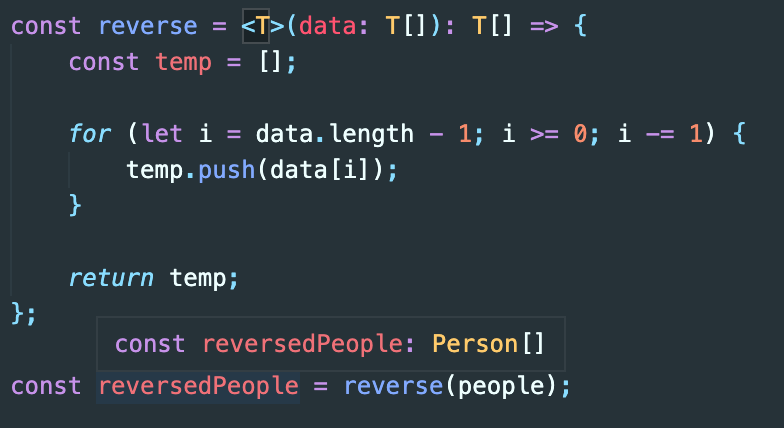 const reverse = <T>(data: T[]): T[] => {
    const temp = [];

    for (let i = data.length - 1; i >= 0; i -= 1) {
        temp.push(data[i]);
    }

    return temp;
};
const reversedPeople: Person[]
const reversedPeople = reverse(people);